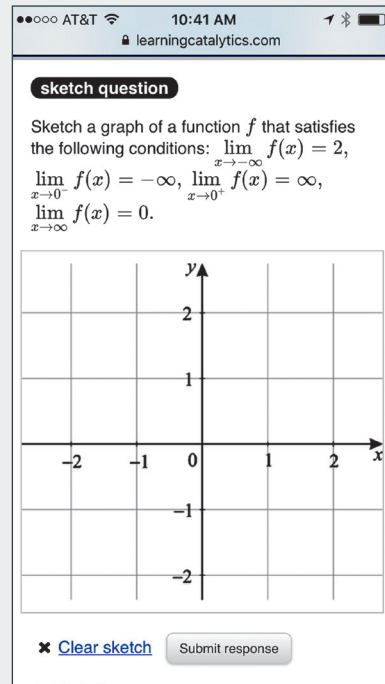 ●●○○○ AT&T 10:41 AM
learningcatalytics.com
sketch question
Sketch a graph of a function f that satisfies
the following conditions: lim x→−∞ f(x) = 2,
lim x→0⁻ f(x) = −∞, lim x→0⁺ f(x) = ∞,
lim x→∞ f(x) = 0.
y
2
1
−2 −1 0 1 2 x
−1
−2
✖ Clear sketch Submit response